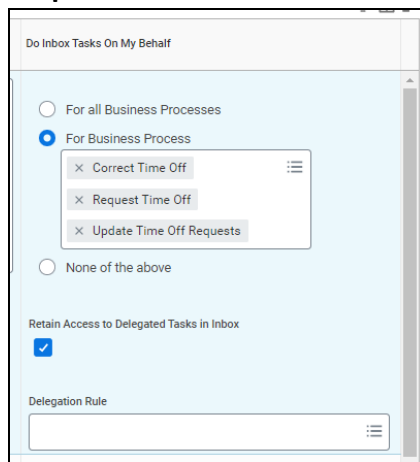 Do Inbox Tasks On My Behalf
For all Business Processes
For Business Process
× Correct Time Off
× Request Time Off
× Update Time Off Requests
None of the above
Retain Access to Delegated Tasks in Inbox
Delegation Rule